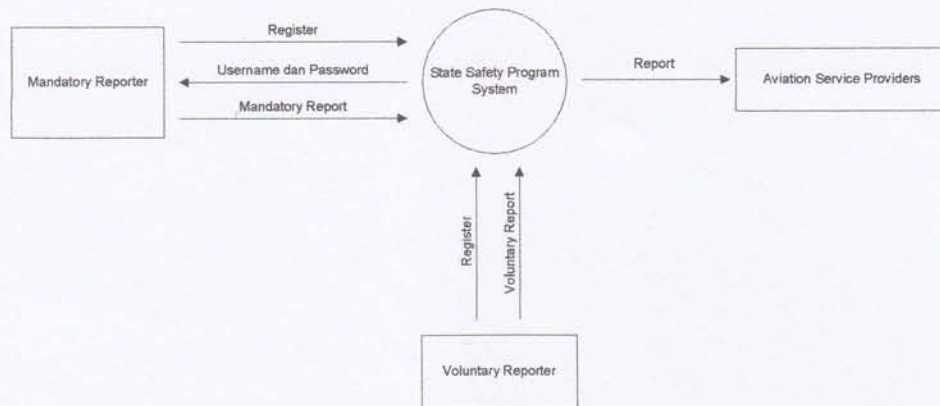 Register
Mandatory Reporter
Username dan Password
Mandatory Report
State Safety Program
System
Report
Aviation Service Providers
Register
Voluntary Report
Voluntary Reporter